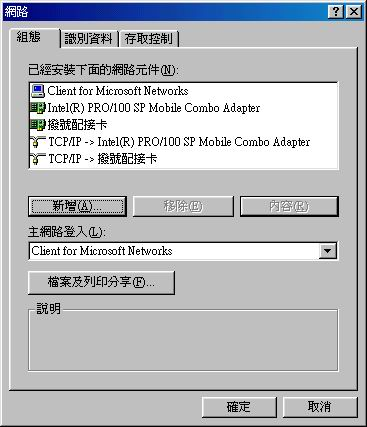 網路
組態
識別資料
存取控制
已經安裝下面的網路元件(N):
Client for Microsoft Networks
Intel(R) PRO/100 SP Mobile Combo Adapter
撥號配接卡
TCP/IP -> Intel(R) PRO/100 SP Mobile Combo Adapter
TCP/IP -> 撥號配接卡
新增(A)...
移除(E)
內容(R)
主網路登入(L):
Client for Microsoft Networks
檔案及列印分享(F)...
說明
確定
取消